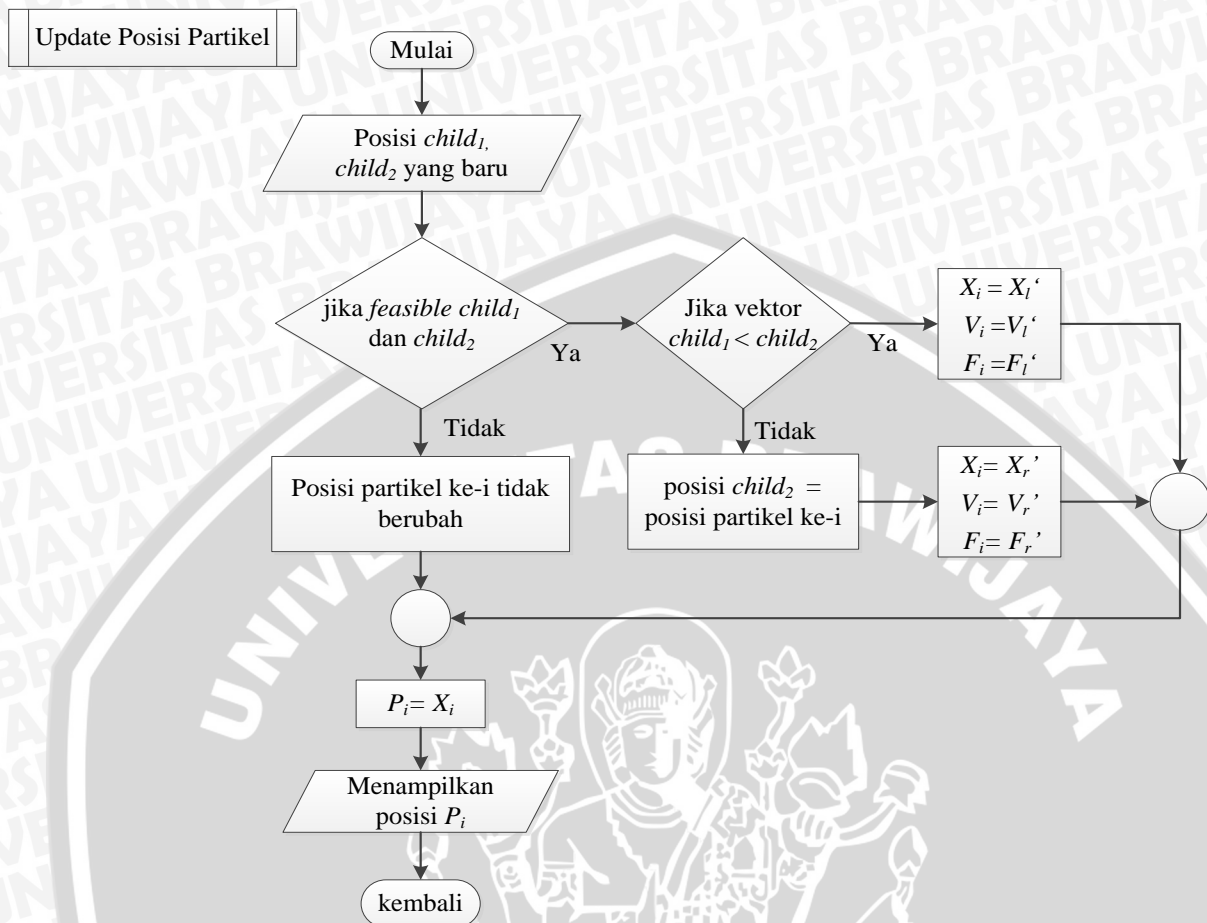 Update Posisi Partikel
Mulai
Posisi child₁,
child₂ yang baru
jika feasible child₁
dan child₂
Ya
Tidak
Jika vektor
child₁ < child₂
Ya
Tidak
Xᵢ = Xₗ‘
Vᵢ =Vₗ‘
Fᵢ =Fₗ‘
Posisi partikel ke-i tidak
berubah
posisi child₂ =
posisi partikel ke-i
Xᵢ= Xᵣ’
Vᵢ= Vᵣ’
Fᵢ= Fᵣ’
Pᵢ= Xᵢ
Menampilkan
posisi Pᵢ
kembali
UNIVERSITAS BRAWIJAYA